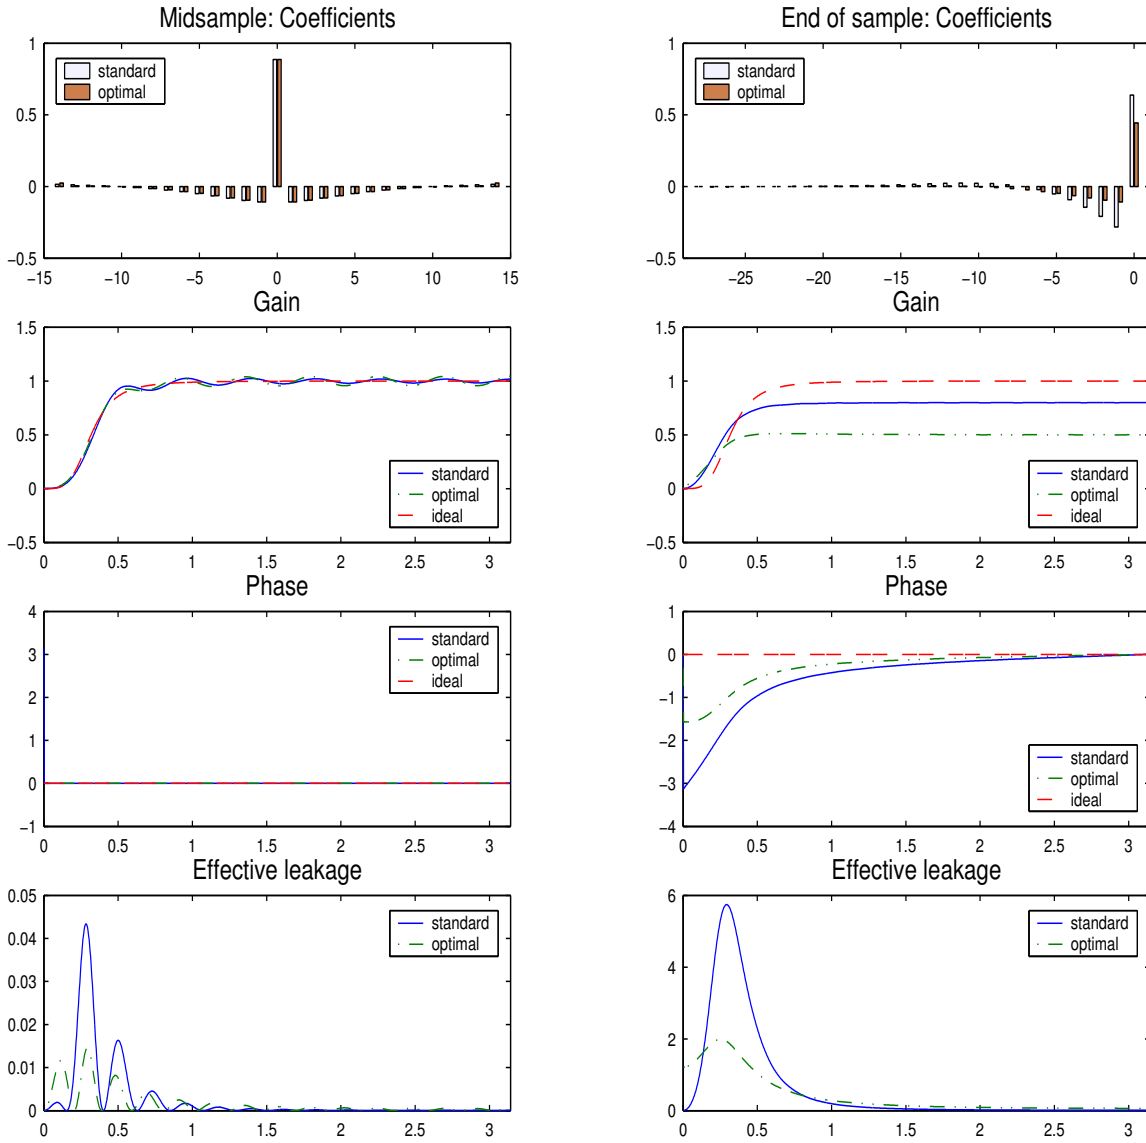 Midsample: Coefficients
1
0.5
0
−0.5
standard
optimal
−15 −10 −5 0 5 10 15
End of sample: Coefficients
1
0.5
0
−0.5
standard
optimal
−25 −20 −15 −10 −5 0
Gain
1.5
1
0.5
0
−0.5
standard
optimal
ideal
0 0.5 1 1.5 2 2.5 3
Gain
1.5
1
0.5
0
−0.5
standard
optimal
ideal
0 0.5 1 1.5 2 2.5 3
Phase
4
3
2
1
0
−1
standard
optimal
ideal
0 0.5 1 1.5 2 2.5 3
Phase
1
0
−1
−2
−3
−4
standard
optimal
ideal
0 0.5 1 1.5 2 2.5 3
Effective leakage
0.05
0.04
0.03
0.02
0.01
0
standard
optimal
0 0.5 1 1.5 2 2.5 3
Effective leakage
6
4
2
0
standard
optimal
0 0.5 1 1.5 2 2.5 3